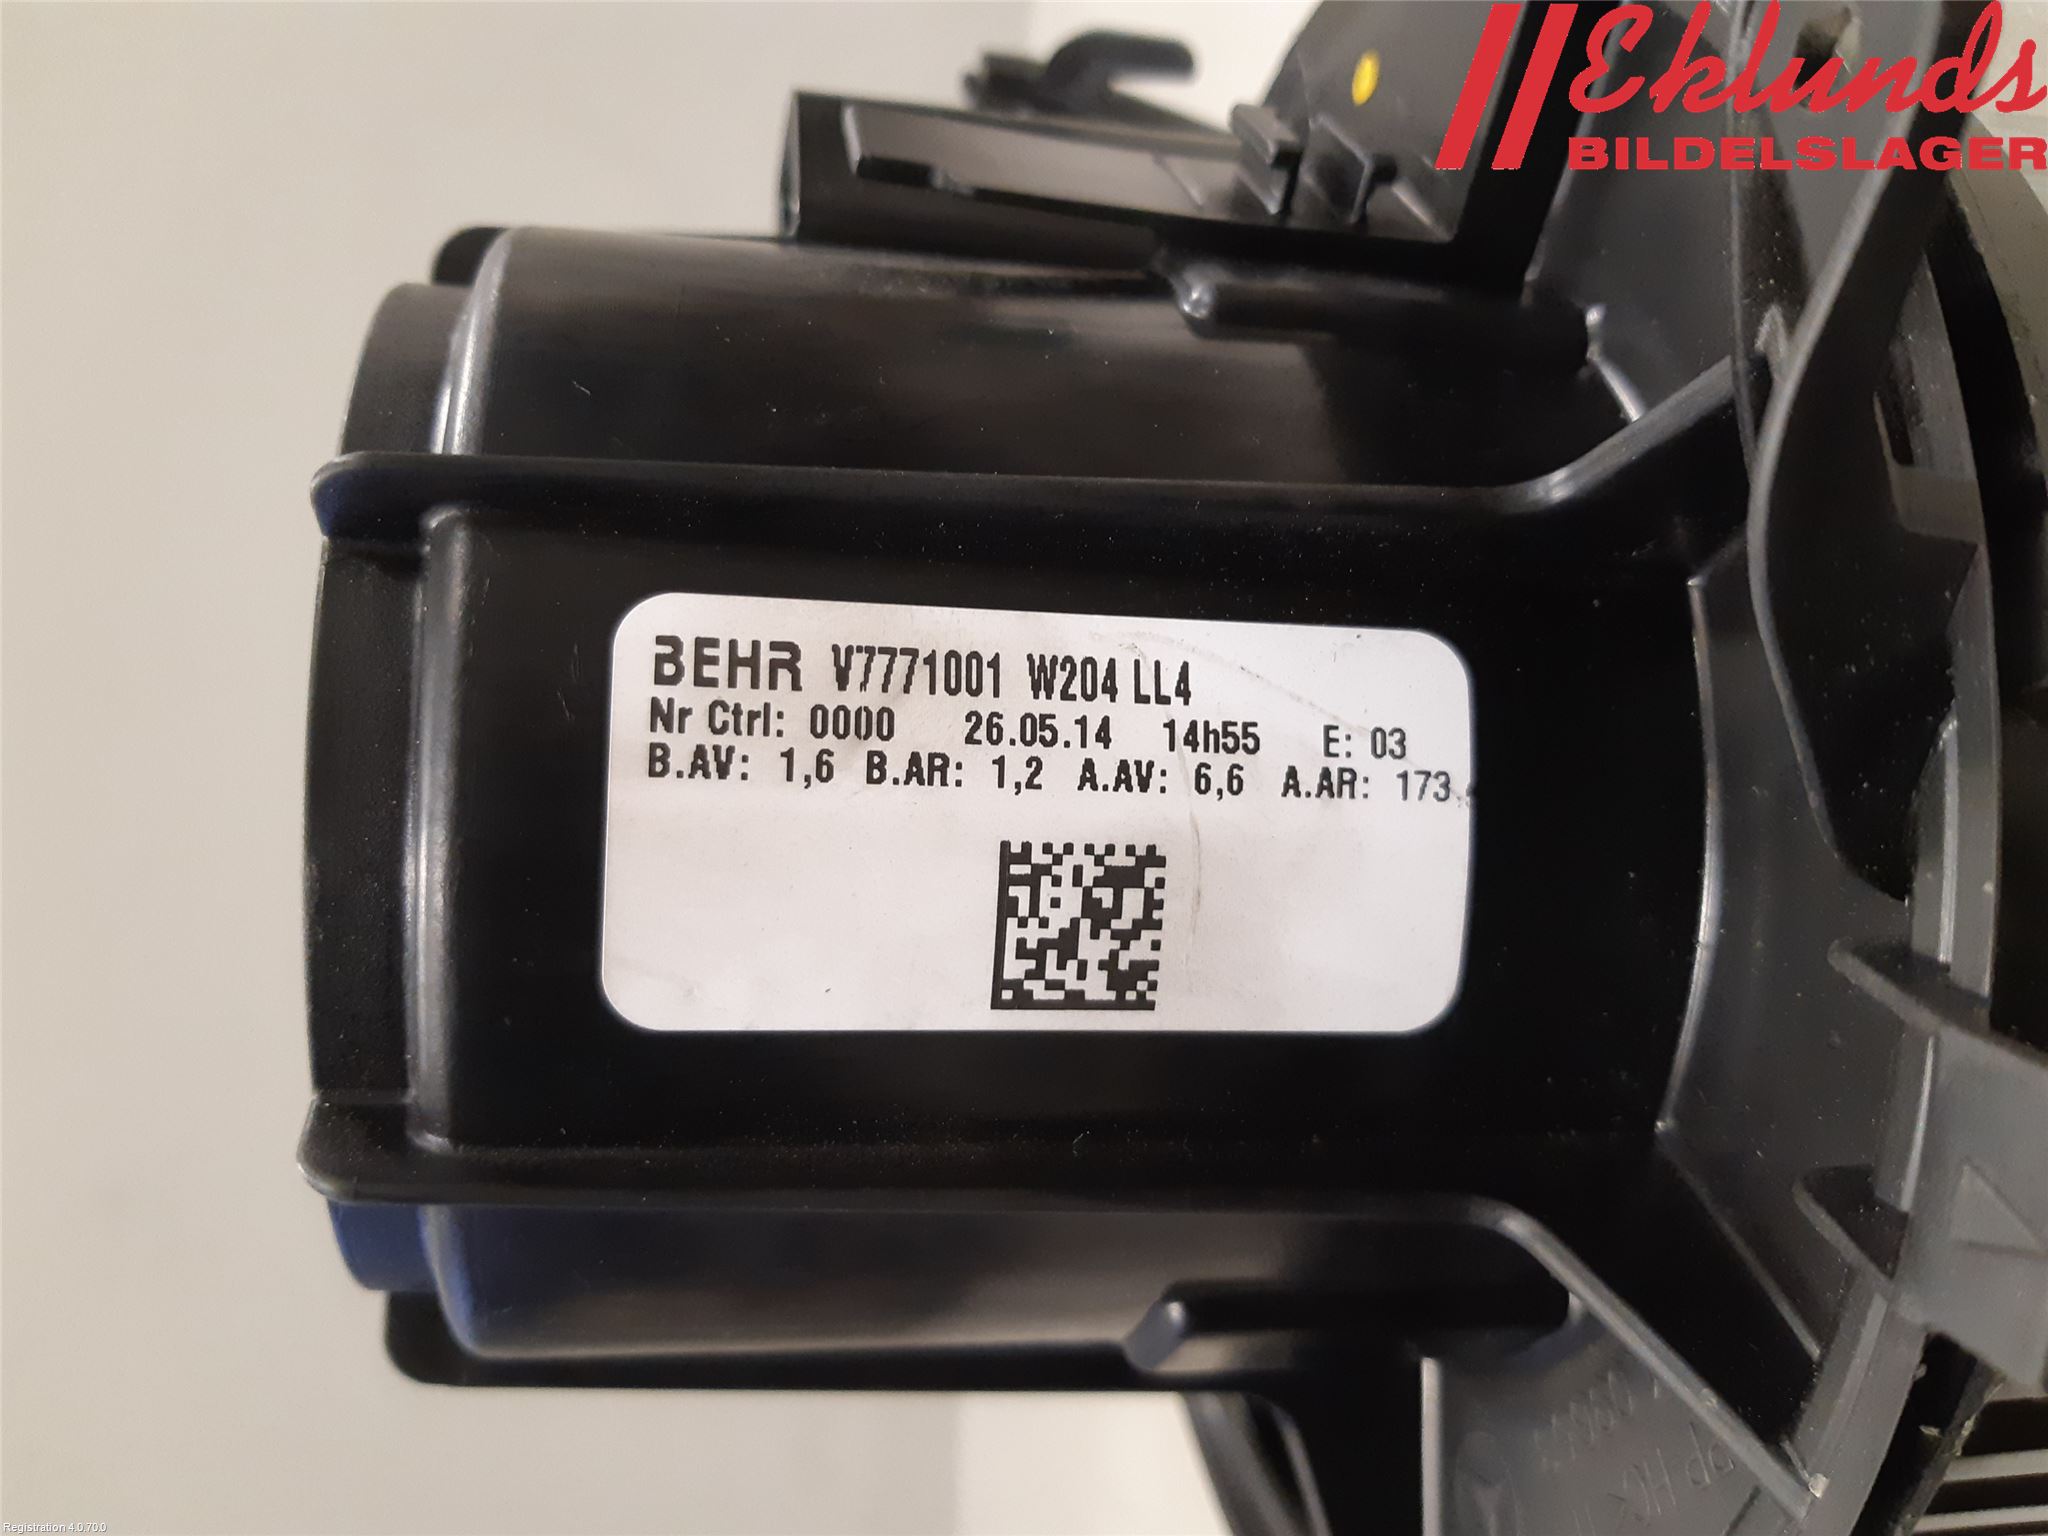 Eklunds
BILDELSLAGER
BEHR V7771001 W204 LL4
Nr Ctrl: 0000 26.05.14 14h55 E: 03
B.AV: 1,6 B.AR: 1,2 A.AV: 6,6 A.AR: 173
Registration 4.0.70.0